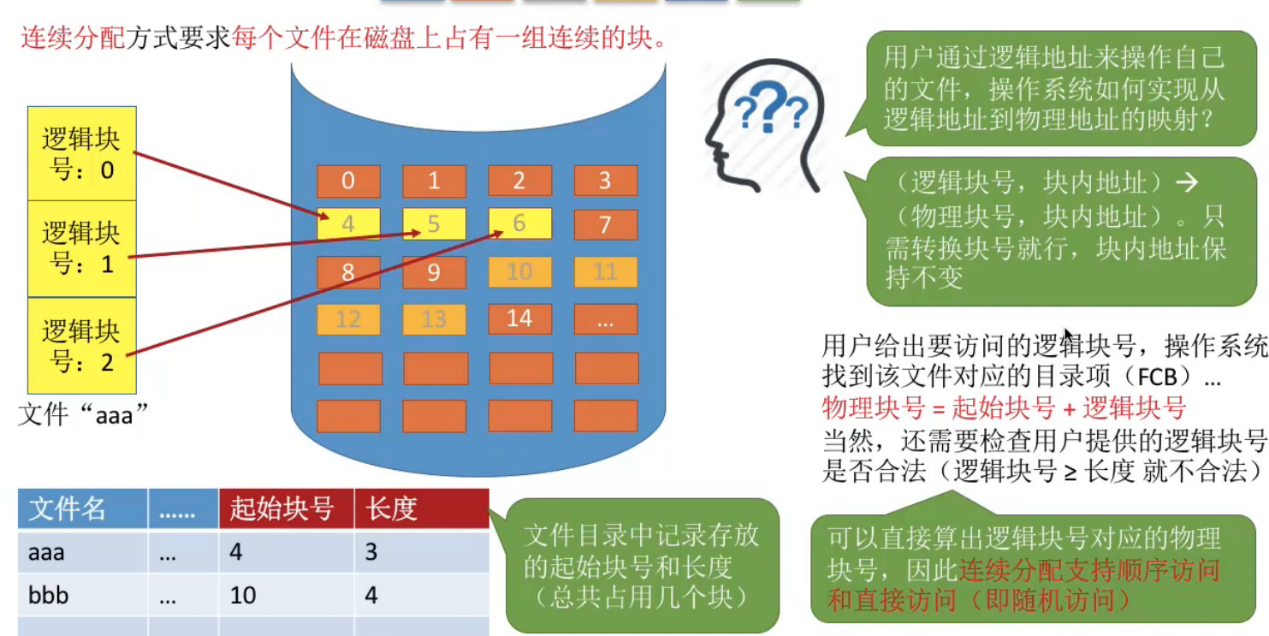 连续分配方式要求每个文件在磁盘上占有一组连续的块。
逻辑块
号：0
逻辑块
号：1
逻辑块
号：2
文件“aaa”
0 1 2 3
4 5 6 7
8 9 10 11
12 13 14 ...
???
用户通过逻辑地址来操作自己
的文件，操作系统如何实现从
逻辑地址到物理地址的映射？
（逻辑块号，块内地址）→
（物理块号，块内地址）。只
需转换块号就行，块内地址保
持不变
用户给出要访问的逻辑块号，操作系统
找到该文件对应的目录项（FCB）...
物理块号 = 起始块号 + 逻辑块号
当然，还需要检查用户提供的逻辑块号
是否合法（逻辑块号 ≥ 长度 就不合法）
可以直接算出逻辑块号对应的物理
块号，因此连续分配支持顺序访问
和直接访问（即随机访问）
文件名 …… 起始块号 长度
aaa ... 4 3
bbb ... 10 4
文件目录中记录存放
的起始块号和长度
（总共占用几个块）